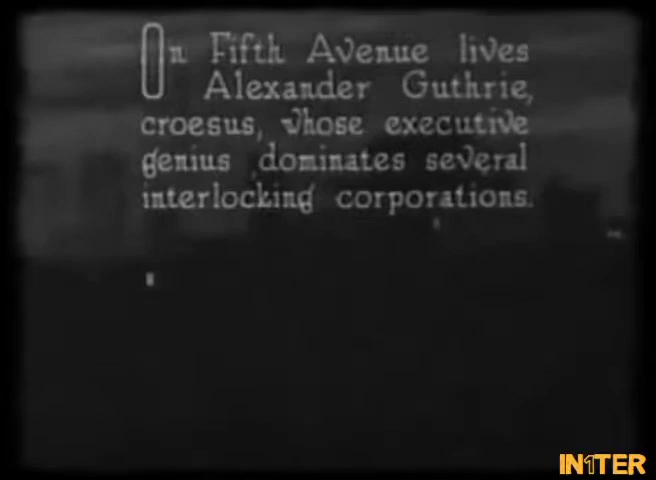 On Fifth Avenue lives
Alexander Guthrie,
croesus, whose executive
genius dominates several
interlocking corporations.
IN1TER